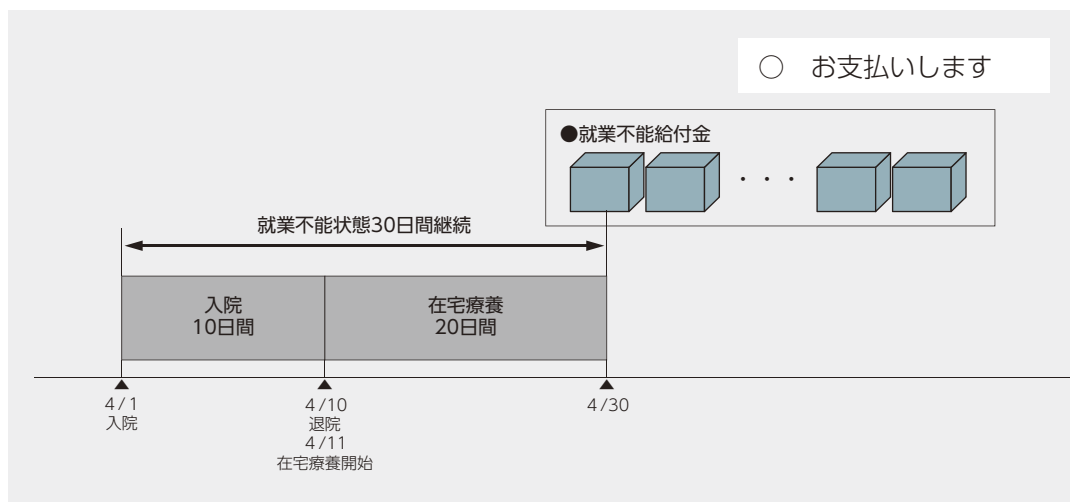 ○　お支払いします
●就業不能給付金
・・・
就業不能状態30日間継続
入院
10日間
在宅療養
20日間
4/1
入院
4/10
退院
4/11
在宅療養開始
4/30